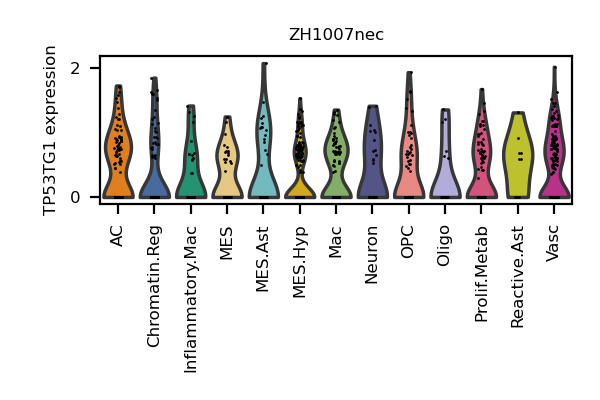 ZH1007nec
TP53TG1 expression
2
0
AC
Chromatin.Reg
Inflammatory.Mac
MES
MES.Ast
MES.Hyp
Mac
Neuron
OPC
Oligo
Prolif.Metab
Reactive.Ast
Vasc